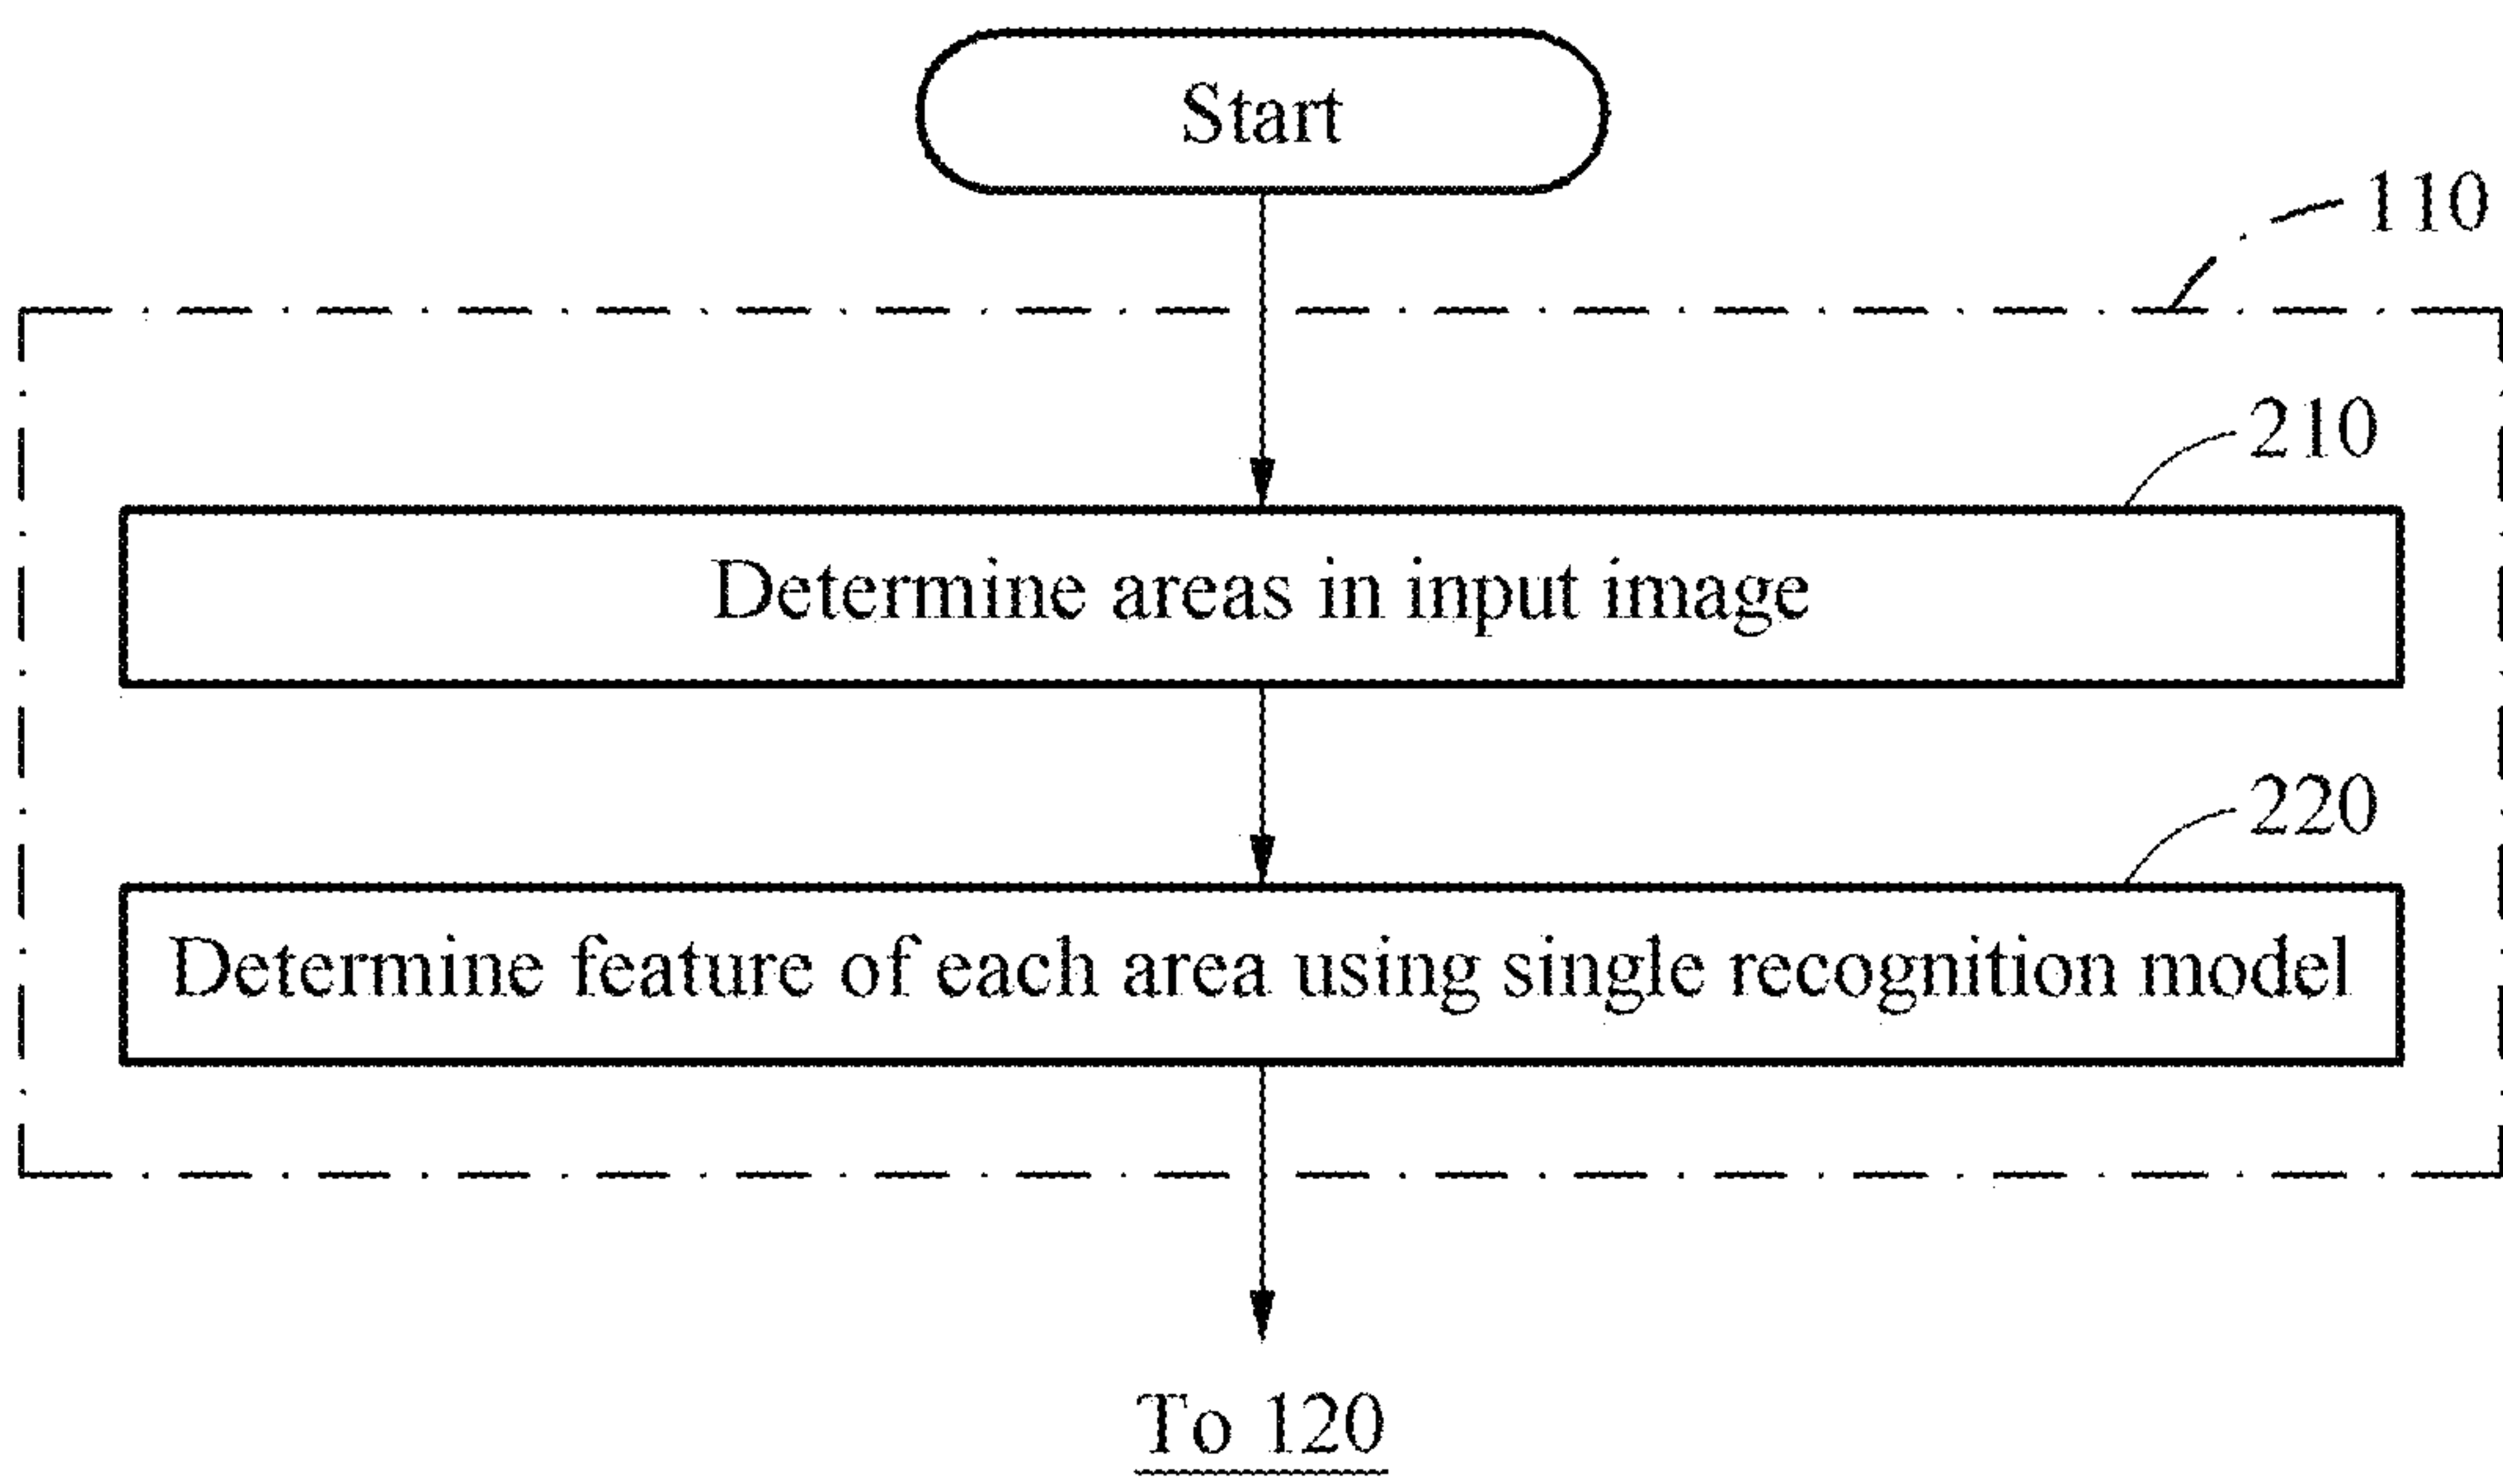 Start
110
210
Determine areas in input image
220
Determine feature of each area using single recognition model
To 120